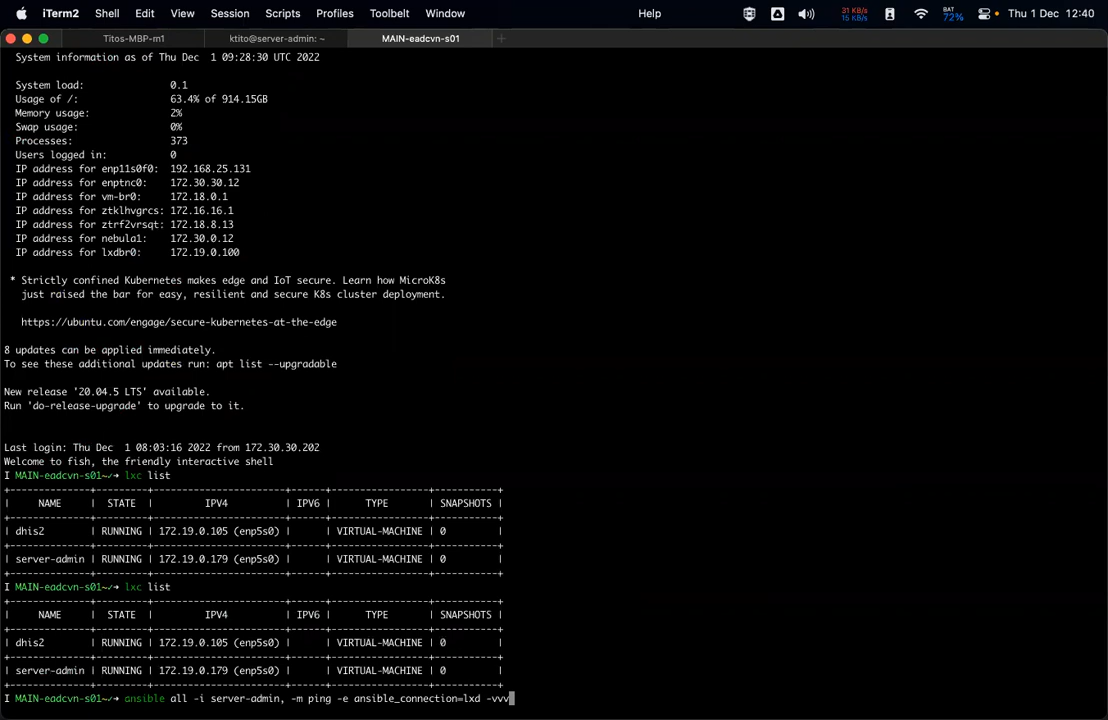 iTerm2 Shell Edit View Session Scripts Profiles Toolbelt Window Help 31 KB/s 15 KB/s BAT 72% Thu 1 Dec 12:40
Titos-MBP-m1 ktito@server-admin: ~ MAIN-eadcvn-s01 +
System information as of Thu Dec  1 09:28:30 UTC 2022
System load: 0.1
Usage of /: 63.4% of 914.15GB
Memory usage: 2%
Swap usage: 0%
Processes: 373
Users logged in: 0
IP address for enp11s0f0: 192.168.25.131
IP address for enptnc0: 172.30.30.12
IP address for vm-br0: 172.18.0.1
IP address for ztklhvgrcs: 172.16.16.1
IP address for ztrf2vrsqt: 172.18.8.13
IP address for nebula1: 172.30.0.12
IP address for lxdbr0: 172.19.0.100
* Strictly confined Kubernetes makes edge and IoT secure. Learn how MicroK8s
just raised the bar for easy, resilient and secure K8s cluster deployment.
https://ubuntu.com/engage/secure-kubernetes-at-the-edge
8 updates can be applied immediately.
To see these additional updates run: apt list --upgradable
New release '20.04.5 LTS' available.
Run 'do-release-upgrade' to upgrade to it.
Last login: Thu Dec  1 08:03:16 2022 from 172.30.30.202
Welcome to fish, the friendly interactive shell
I MAIN-eadcvn-s01~✓➜ lxc list
+--------------+---------+-----------------------+------+-----------------+-----------+
| NAME | STATE | IPV4 | IPV6 | TYPE | SNAPSHOTS |
+--------------+---------+-----------------------+------+-----------------+-----------+
| dhis2 | RUNNING | 172.19.0.105 (enp5s0) | | VIRTUAL-MACHINE | 0 |
+--------------+---------+-----------------------+------+-----------------+-----------+
| server-admin | RUNNING | 172.19.0.179 (enp5s0) | | VIRTUAL-MACHINE | 0 |
+--------------+---------+-----------------------+------+-----------------+-----------+
I MAIN-eadcvn-s01~✓➜ lxc list
+--------------+---------+-----------------------+------+-----------------+-----------+
| NAME | STATE | IPV4 | IPV6 | TYPE | SNAPSHOTS |
+--------------+---------+-----------------------+------+-----------------+-----------+
| dhis2 | RUNNING | 172.19.0.105 (enp5s0) | | VIRTUAL-MACHINE | 0 |
+--------------+---------+-----------------------+------+-----------------+-----------+
| server-admin | RUNNING | 172.19.0.179 (enp5s0) | | VIRTUAL-MACHINE | 0 |
+--------------+---------+-----------------------+------+-----------------+-----------+
I MAIN-eadcvn-s01~✓➜ ansible all -i server-admin, -m ping -e ansible_connection=lxd -vvv